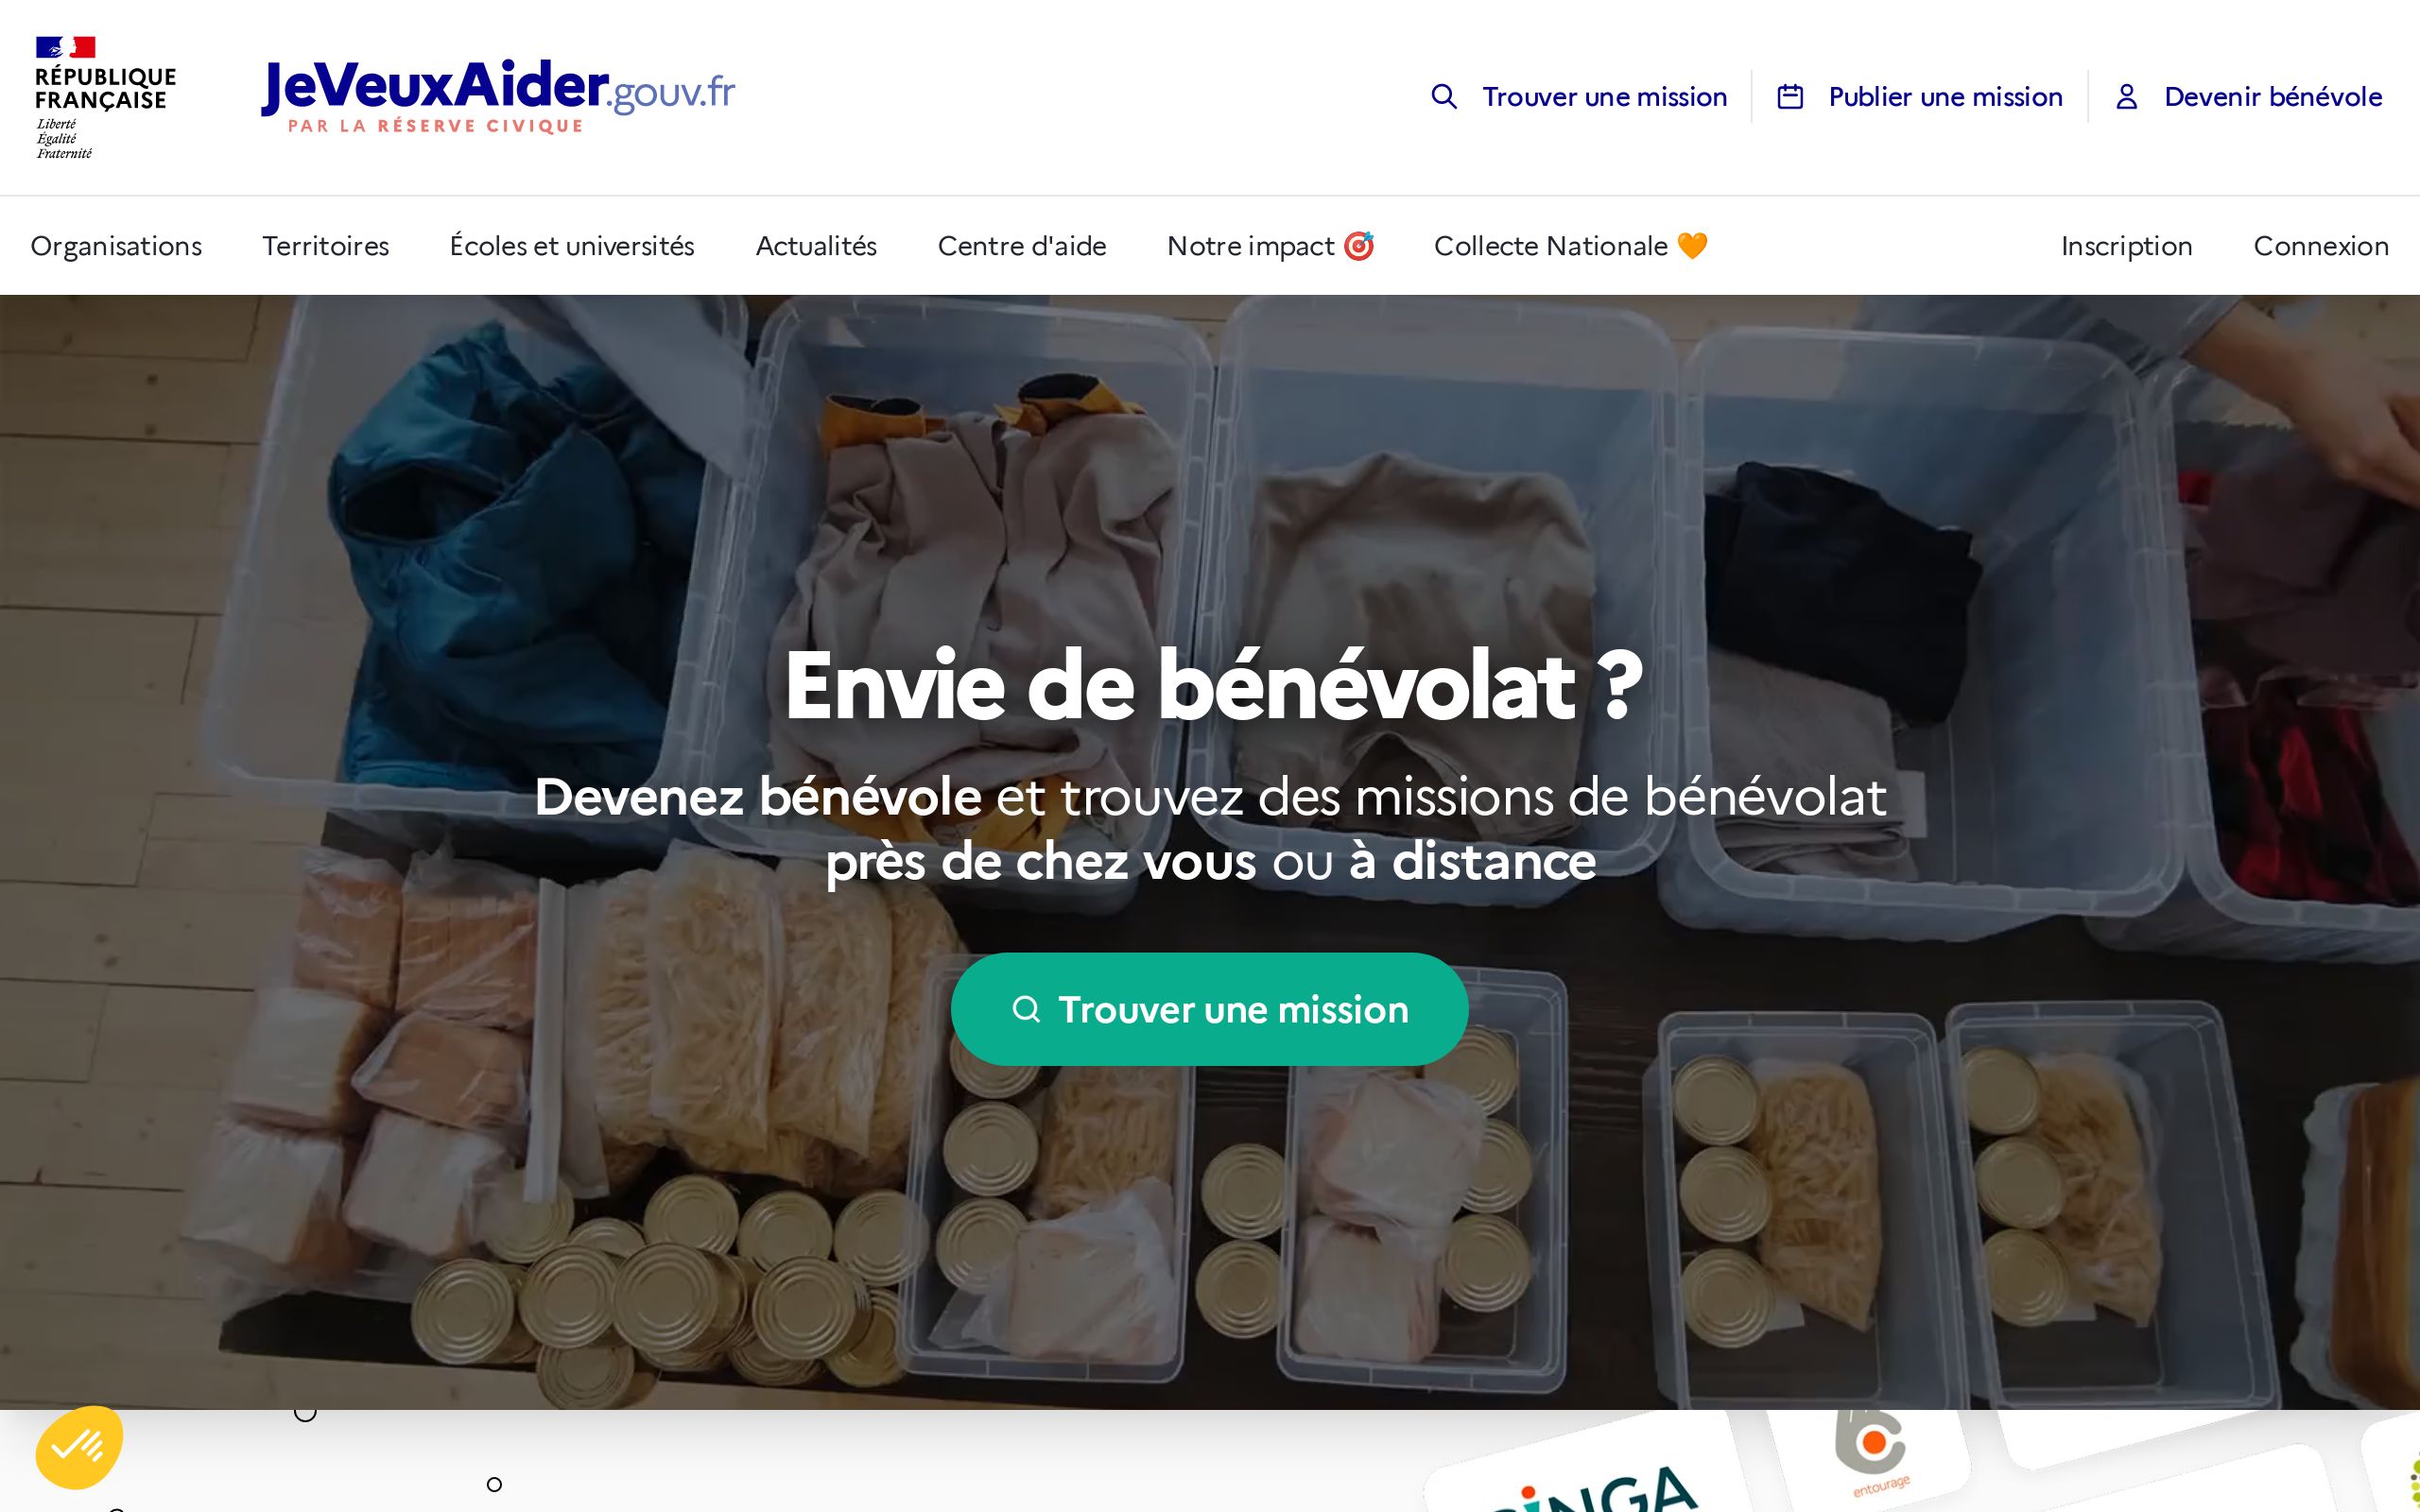 RÉPUBLIQUE
FRANÇAISE
Liberté
Égalité
Fraternité
JeVeuxAider.gouv.fr
PAR LA RÉSERVE CIVIQUE
Trouver une mission
Publier une mission
Devenir bénévole
Organisations
Territoires
Écoles et universités
Actualités
Centre d'aide
Notre impact 🎯
Collecte Nationale 🧡
Inscription
Connexion
Envie de bénévolat ?
Devenez bénévole et trouvez des missions de bénévolat
près de chez vous ou à distance
Trouver une mission
entourage